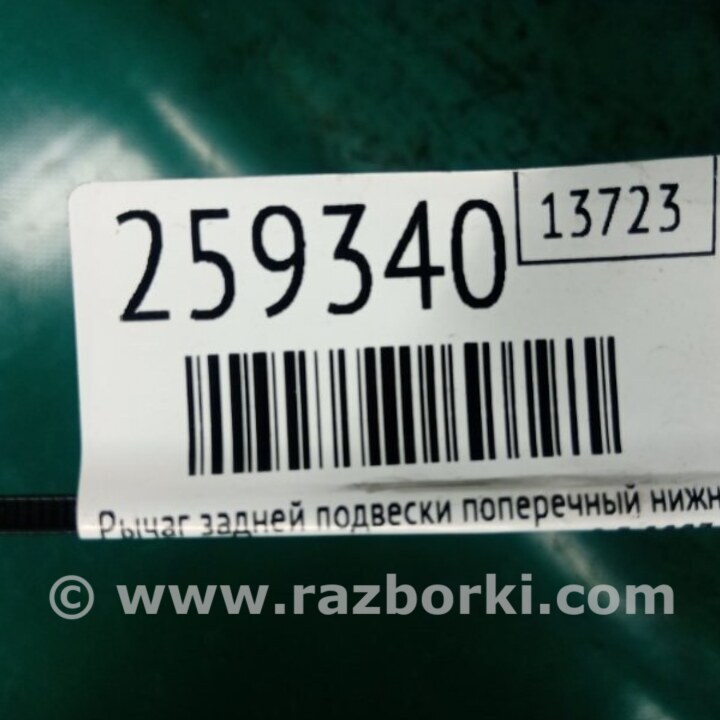 259340
13723
Рычаг задней подвески поперечный нижн
© www.razborki.com